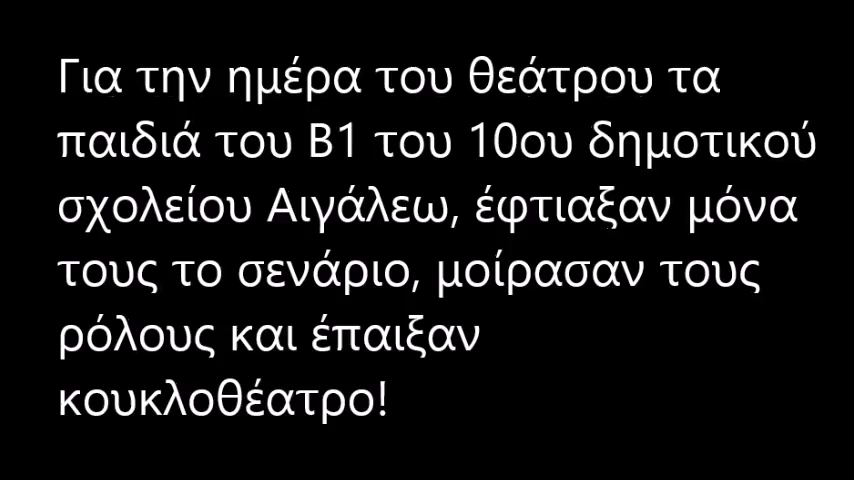 Για την ημέρα του θεάτρου τα
παιδιά του Β1 του 10ου δημοτικού
σχολείου Αιγάλεω, έφτιαξαν μόνα
τους το σενάριο, μοίρασαν τους
ρόλους και έπαιξαν
κουκλοθέατρο!